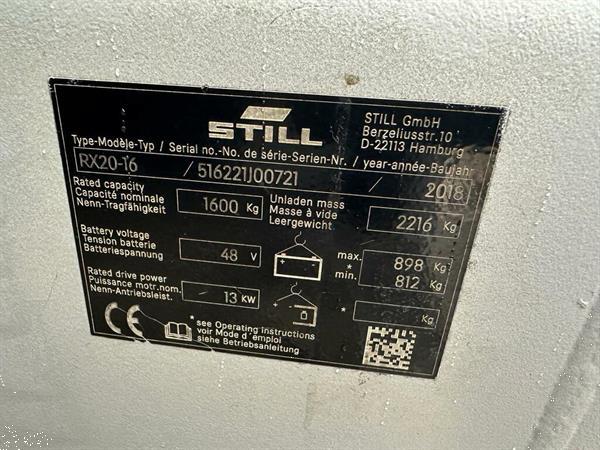 STILL
STILL GmbH
Berzeliusstr.10
D-22113 Hamburg
Type-Modèle-Typ / Serial no.-No. de série-Serien-Nr. / year-année-Baujahr
RX20-16 / 516221J00721 / 2018
Rated capacity
Capacité nominale
Nenn-Tragfähigkeit
1600 Kg
Unladen mass
Masse à vide
Leergewicht
2216 Kg
Battery voltage
Tension batterie
Batteriespannung
48 V
- +
max. 898 Kg
*
min. 812 Kg
Rated drive power
Puissance motr.nom.
Nenn-Antriebsleist.
13 KW
* Kg
CE
*see Operating instructions
voir Mode d'emploi
siehe Betriebsanleitung